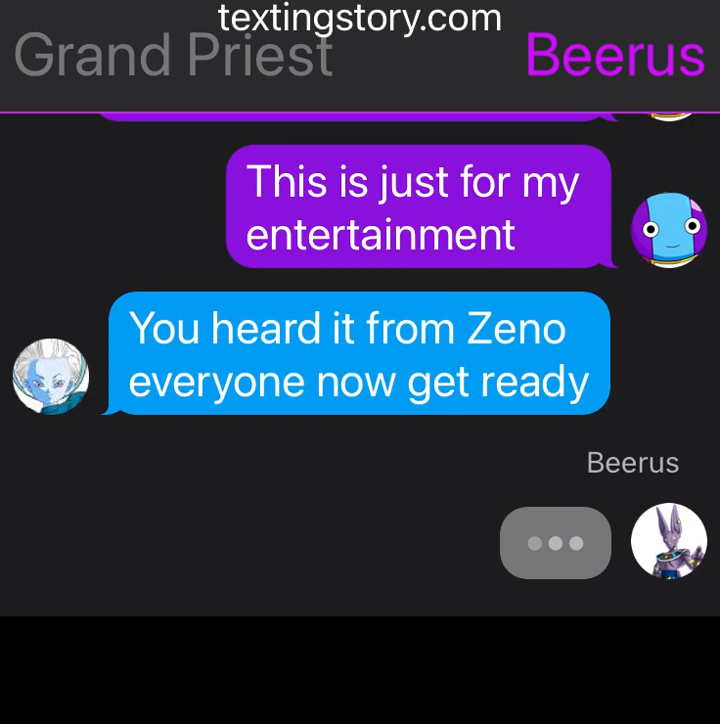 textingstory.com
Grand Priest Beerus
This is just for my
entertainment
You heard it from Zeno
everyone now get ready
Beerus